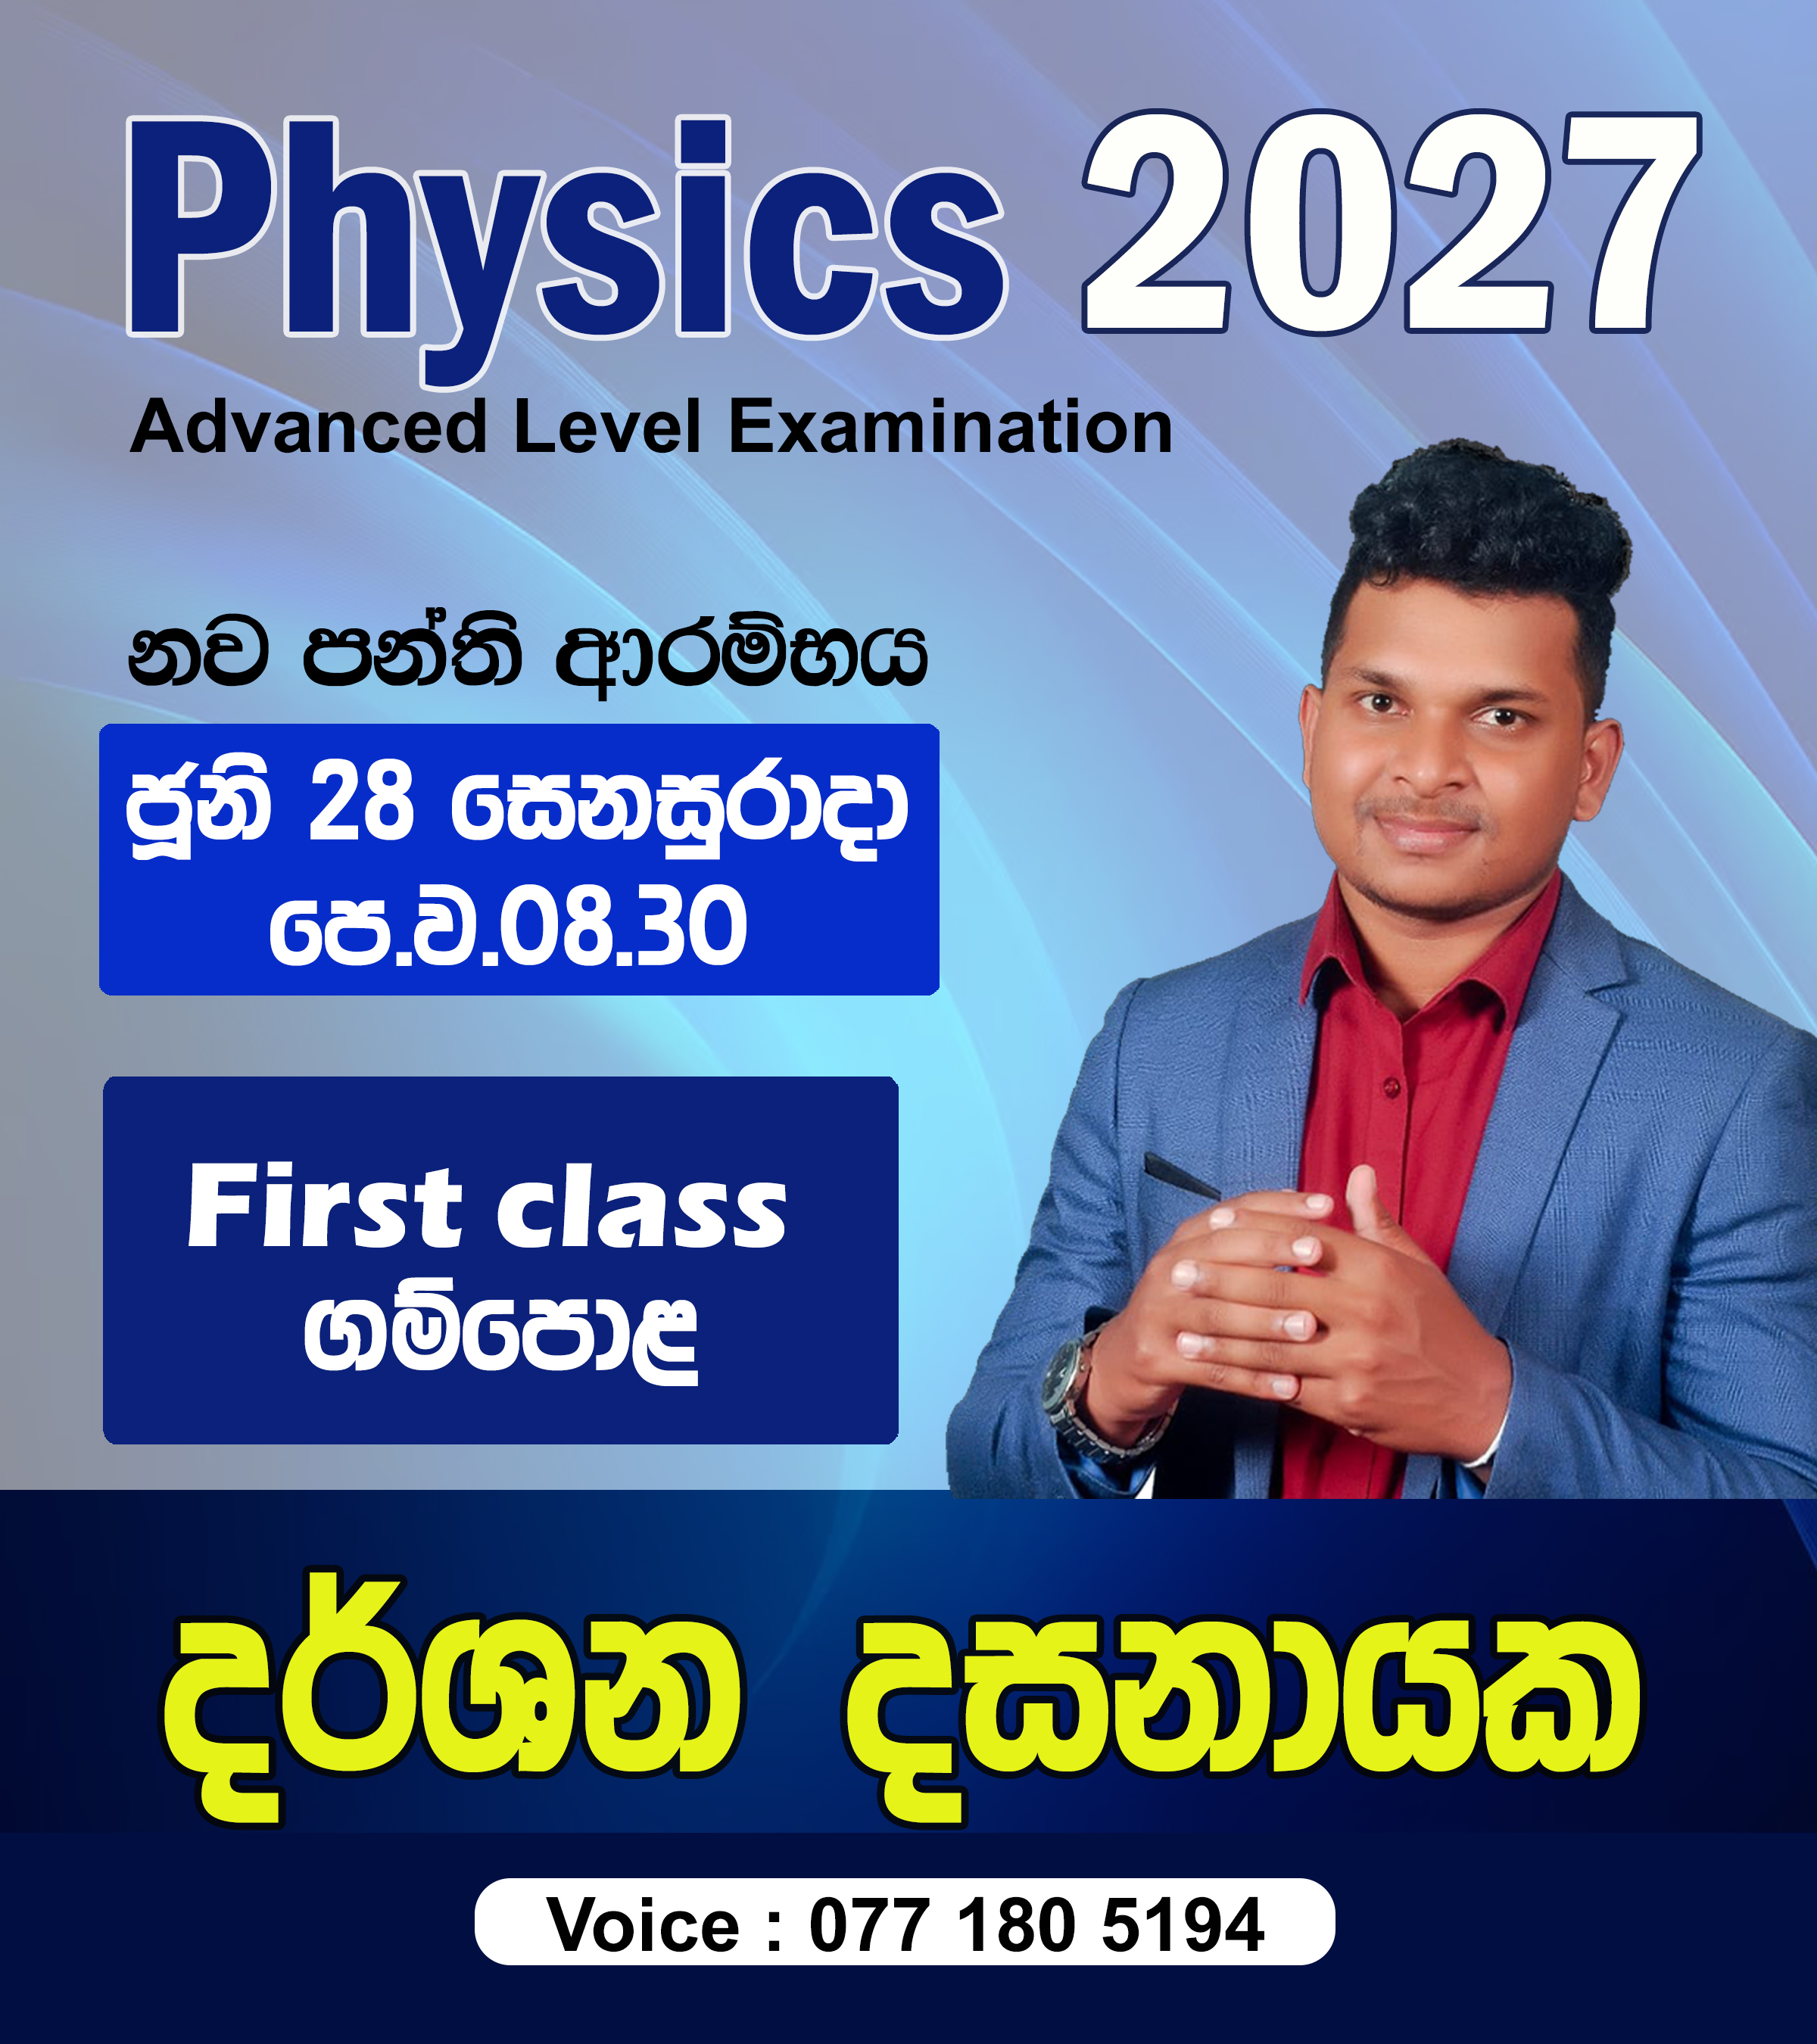 Physics 2027
Advanced Level Examination
නව පන්ති ආරම්භය
ජූනි 28 සෙනසුරාදා
පෙ.ව.08.30
First class
ගම්පොළ
දර්ශන දසනායක
Voice : 077 180 5194